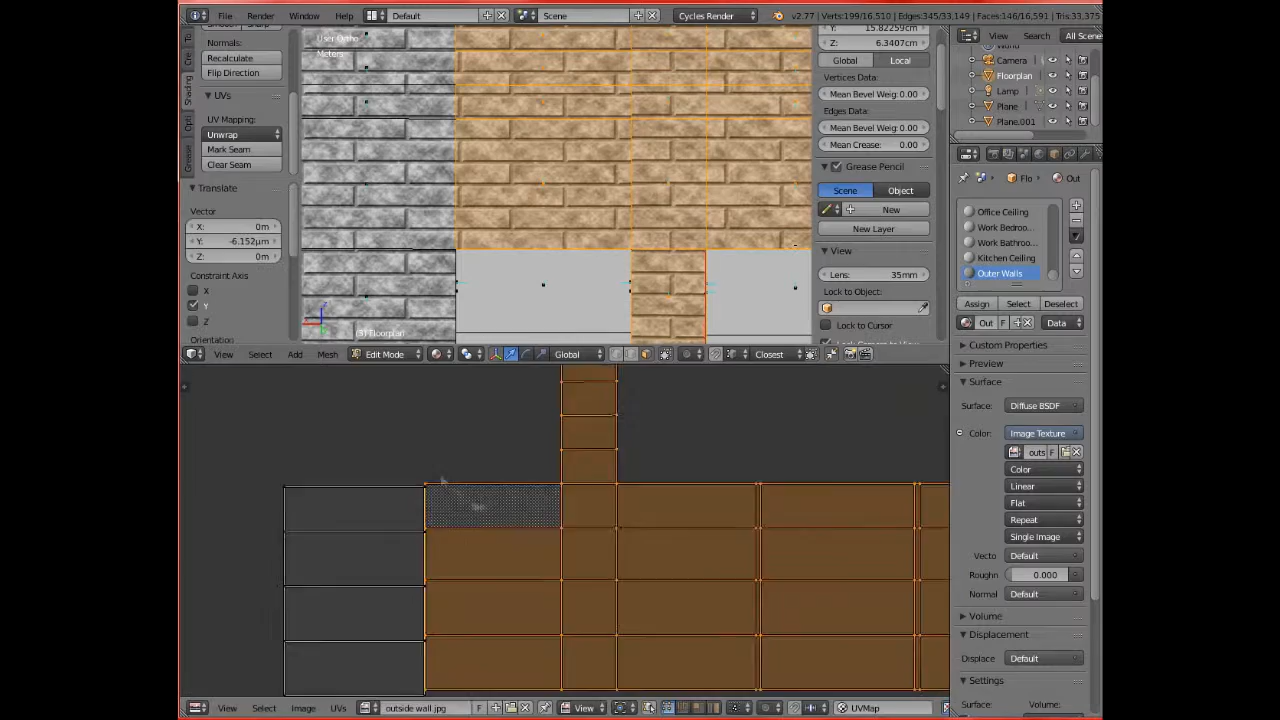 File Render Window Help Default Scene Cycles Render v2.77 Verts:199/16,510 | Edges:345/33,149 | Faces:146/16,591 | Tris:33,375
Normals:
Recalculate
Flip Direction
UVs
UV Mapping:
Unwrap
Mark Seam
Clear Seam
Translate
Vector
X: 0m
Y: -6.152µm
Z: 0m
Constraint Axis
X
Y
Z
Orientation
Shading
Grease
User Ortho
Meters
(3) Floorplan
Y: 15.82259cm
Z: 6.3407cm
Global Local
Vertices Data:
Mean Bevel Weig: 0.00
Edges Data:
Mean Bevel Weig: 0.00
Mean Crease: 0.00
Grease Pencil
Scene Object
New
New Layer
View
Lens: 35mm
Lock to Object:
Lock to Cursor
View Search All Scene
Camera
Floorplan
Lamp
Plane
Plane.001
Flo Out
Office Ceiling
Work Bedroo...
Work Bathroo...
Kitchen Ceiling
Outer Walls
Assign Select Deselect
Out F Data
Custom Properties
Preview
Surface
Surface: Diffuse BSDF
Color: Image Texture
outs F
Color
Linear
Flat
Repeat
Single Image
Vecto Default
Roughn 0.000
Normal Default
Volume
Displacement
Displace Default
Settings
Surface: Volume:
View Select Add Mesh Edit Mode Global Closest
View Select Image UVs outside wall.jpg F View UVMap